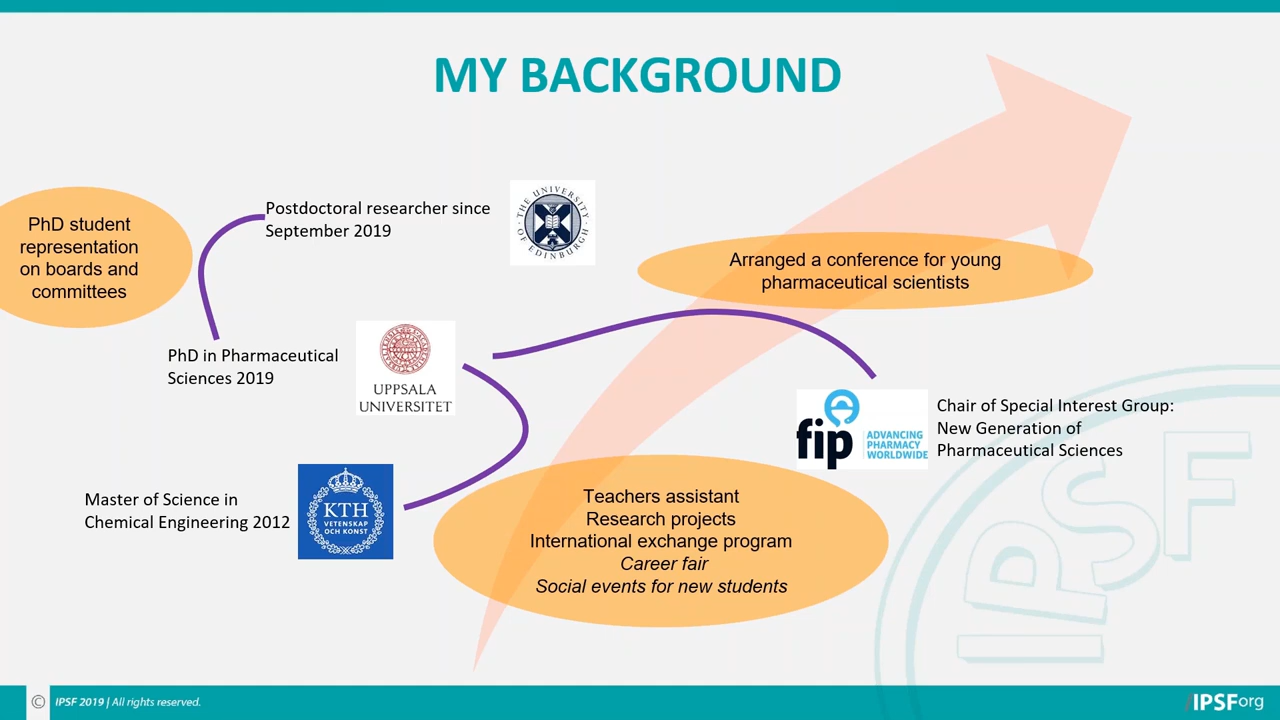 MY BACKGROUND
PhD student
representation
on boards and
committees
Postdoctoral researcher since
September 2019
THE UNIVERSITY
OF EDINBURGH
Arranged a conference for young
pharmaceutical scientists
PhD in Pharmaceutical
Sciences 2019
UPPSALA
UNIVERSITET
fip
ADVANCING
PHARMACY
WORLDWIDE
Chair of Special Interest Group:
New Generation of
Pharmaceutical Sciences
Master of Science in
Chemical Engineering 2012
KTH
VETENSKAP
OCH KONST
Teachers assistant
Research projects
International exchange program
Career fair
Social events for new students
IPSF
© IPSF 2019 | All rights reserved.
/IPSForg